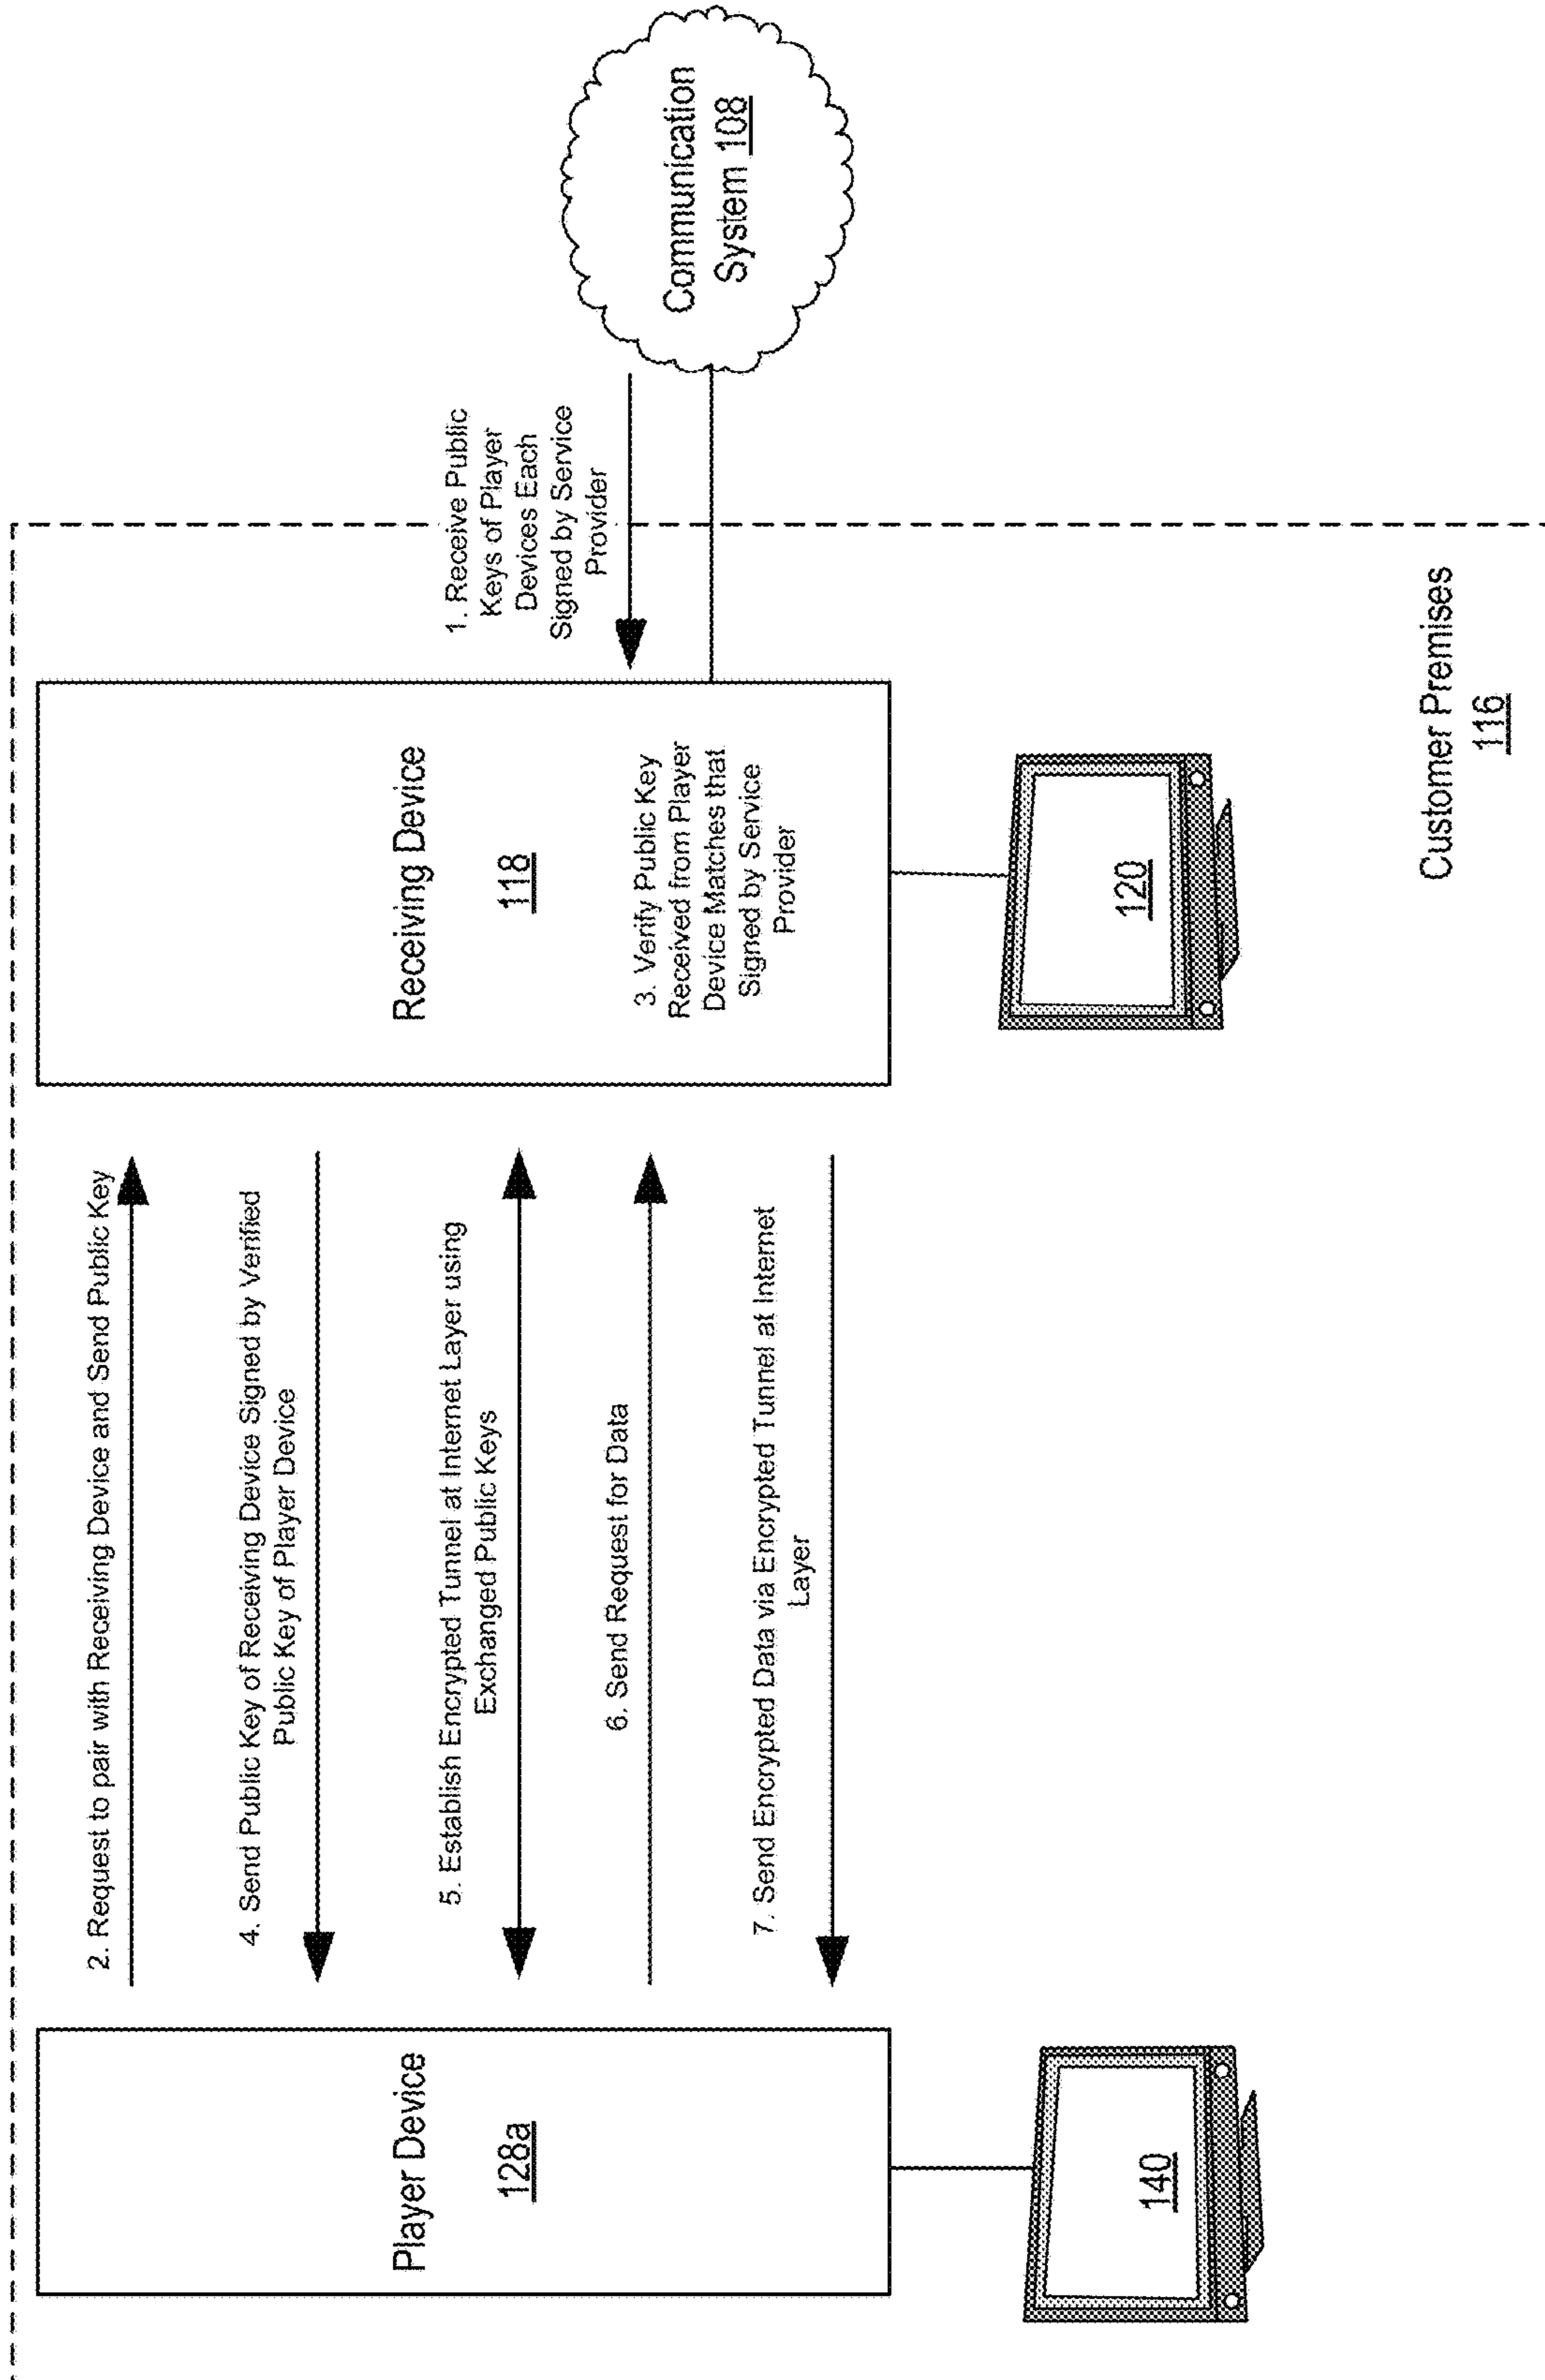 2. Request to pair with Receiving Device and Send Public Key
4. Send Public Key of Receiving Device Signed by Verified
Public Key of Player Device
5. Establish Encrypted Tunnel at Internet Layer using
Exchanged Public Keys
6. Send Request for Data
7. Send Encrypted Data via Encrypted Tunnel at Internet
Layer
Player Device
128a
140
Receiving Device
118
3. Verify Public Key
Received from Player
Device Matches that
Signed by Service
Provider
120
1. Receive Public
Keys of Player
Devices Each
Signed by Service
Provider
Communication
System 108
Customer Premises
116